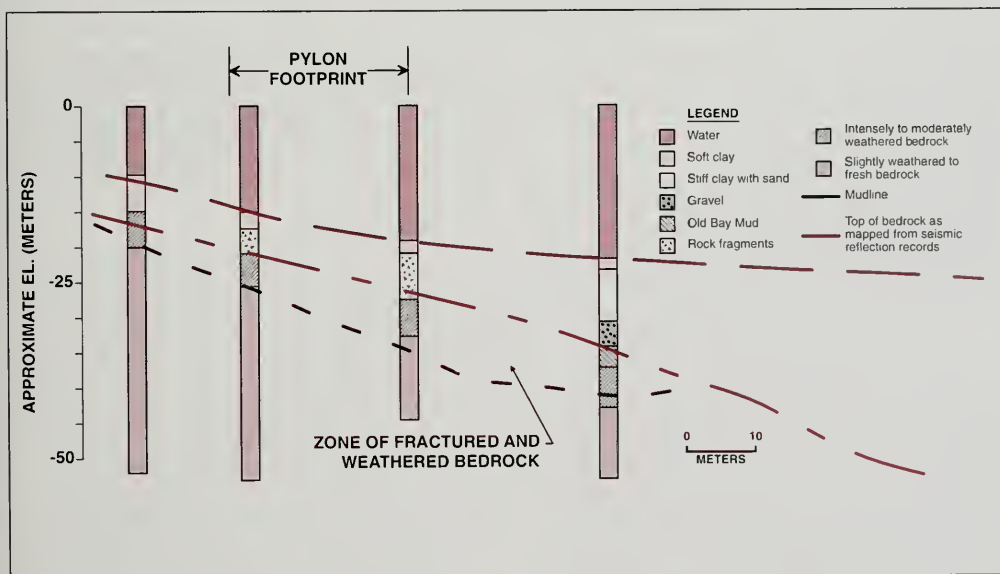 PYLON
FOOTPRINT
0
-25
-50
APPROXIMATE EL. (METERS)
LEGEND
Water
Soft clay
Stiff clay with sand
Gravel
Old Bay Mud
Rock fragments
Intensely to moderately
weathered bedrock
Slightly weathered to
fresh bedrock
Mudline
Top of bedrock as
mapped from seismic
reflection records
ZONE OF FRACTURED AND
WEATHERED BEDROCK
0 10
METERS